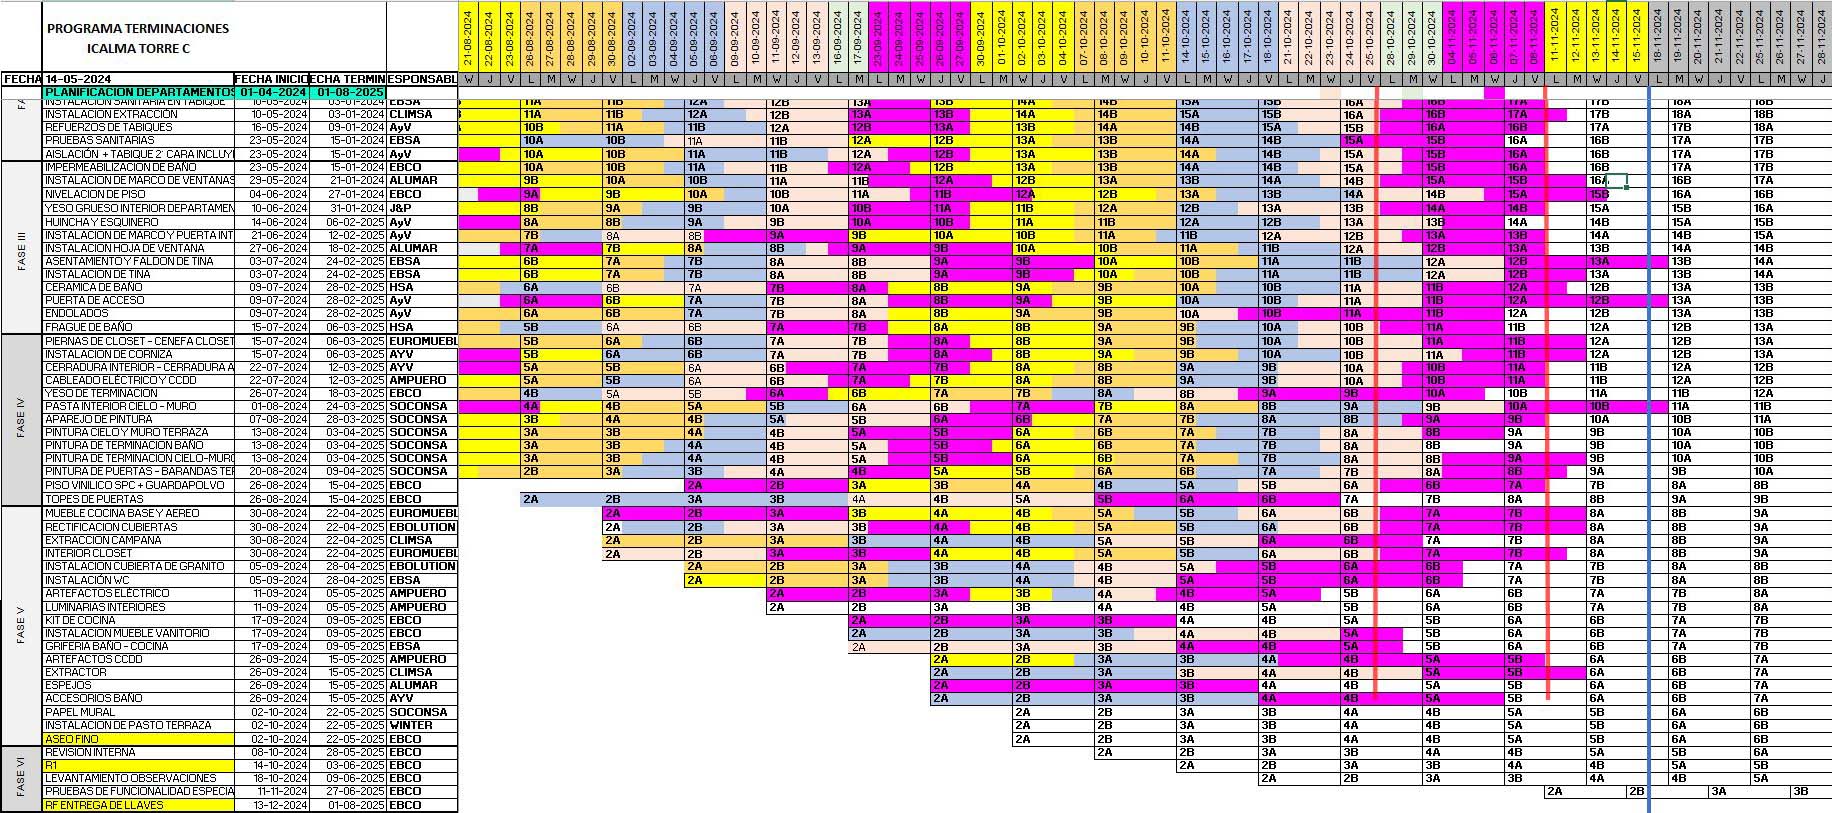 PROGRAMA TERMINACIONES
ICALMA TORRE C
21-08-2024 22-08-2024 23-08-2024 26-08-2024 27-08-2024 28-08-2024 29-08-2024 30-08-2024 02-09-2024 03-09-2024 04-09-2024 05-09-2024 06-09-2024 09-09-2024 10-09-2024 11-09-2024 12-09-2024 13-09-2024 16-09-2024 17-09-2024 23-09-2024 24-09-2024 25-09-2024 26-09-2024 27-09-2024 30-09-2024 01-10-2024 02-10-2024 03-10-2024 04-10-2024 07-10-2024 08-10-2024 09-10-2024 10-10-2024 11-10-2024 14-10-2024 15-10-2024 16-10-2024 17-10-2024 18-10-2024 21-10-2024 22-10-2024 23-10-2024 24-10-2024 25-10-2024 28-10-2024 29-10-2024 30-10-2024 04-11-2024 05-11-2024 06-11-2024 07-11-2024 08-11-2024 11-11-2024 12-11-2024 13-11-2024 14-11-2024 15-11-2024 18-11-2024 19-11-2024 20-11-2024 21-11-2024 22-11-2024 25-11-2024 26-11-2024 27-11-2024 28-11-2024
FECHA 14-05-2024 FECHA INICIO ECHA TERMIN ESPONSABL W J V L M W J V L M W J V L M W J V L M L M W J V L M W J V L M W J V L M W J V L M W J V L M W L M W J V L M W J V L M W J V L M W J
PLANIFICACION DEPARTAMENTOS 01-04-2024 01-08-2025
INSTALACION SANITARIA EN TABIQUE 10-05-2024 03-01-2024 EBSA 11A 11B 12A 12B 13A 13B 14A 14B 15A 15B 16A 16B 17A 17B 18A 18B
INSTALACION EXTRACCION 10-05-2024 03-01-2024 CLIMSA 11A 11B 12A 12B 13A 13B 14A 14B 15A 15B 16A 16B 17A 17B 18A 18B
REFUERZOS DE TABIQUES 16-05-2024 09-01-2024 AyV 10B 11A 11B 12A 12B 13A 13B 14A 14B 15A 15B 16A 16B 17A 17B 18A
PRUEBAS SANITARIAS 23-05-2024 15-01-2024 EBSA 10A 10B 11A 11B 12A 12B 13A 13B 14A 14B 15A 15B 16A 16B 17A 17B
AISLACIÓN + TABIQUE 2' CARA INCLUYI 23-05-2024 15-01-2024 AyV 10A 10B 11A 11B 12A 12B 13A 13B 14A 14B 15A 15B 16A 16B 17A 17B
FASE III
IMPERMEABILIZACION DE BAÑO 23-05-2024 15-01-2024 EBCO 10A 10B 11A 11B 12A 12B 13A 13B 14A 14B 15A 15B 16A 16B 17A 17B
INSTALACION DE MARCO DE VENTANAS 29-05-2024 21-01-2024 ALUMAR 9B 10A 10B 11A 11B 12A 12B 13A 13B 14A 14B 15A 15B 16A 16B 17A
NIVELACION DE PISO 04-06-2024 27-01-2024 EBCO 9A 9B 10A 10B 11A 11B 12A 12B 13A 13B 14A 14B 15A 15B 16A 16B
YESO GRUESO INTERIOR DEPARTAMEN 10-06-2024 31-01-2024 J&P 8B 9A 9B 10A 10B 11A 11B 12A 12B 13A 13B 14A 14B 15A 15B 16A
HUINCHA Y ESQUINERO 14-06-2024 06-02-2024 AyV 8A 8B 9A 9B 10A 10B 11A 11B 12A 12B 13A 13B 14A 14B 15A 15B
INSTALACION DE MARCO Y PUERTA INT 21-06-2024 12-02-2024 AyV 7B 8A 8B 9A 9B 10A 10B 11A 11B 12A 12B 13A 13B 14A 14B 15A
INSTALACION HOJA DE VENTANA 27-06-2024 18-02-2024 ALUMAR 7A 7B 8A 8B 9A 9B 10A 10B 11A 11B 12A 12B 13A 13B 14A 14B
ASENTAMIENTO Y FALDON DE TINA 03-07-2024 24-02-2024 EBSA 6B 7A 7B 8A 8B 9A 9B 10A 10B 11A 11B 12A 12B 13A 13B 14A
INSTALACION DE TINA 03-07-2024 24-02-2024 EBSA 6B 7A 7B 8A 8B 9A 9B 10A 10B 11A 11B 12A 12B 13A 13B 14A
CERAMICA DE BAÑO 09-07-2024 28-02-2024 HSA 6A 6B 7A 7B 8A 8B 9A 9B 10A 10B 11A 11B 12A 12B 13A 13B
PUERTA DE ACCESO 09-07-2024 28-02-2024 AyV 6A 6B 7A 7B 8A 8B 9A 9B 10A 10B 11A 11B 12A 12B 13A 13B
ENDOLADOS 09-07-2024 28-02-2024 AyV 6A 6B 7A 7B 8A 8B 9A 9B 10A 10B 11A 11B 12A 12B 13A 13B
FRAGUE DE BAÑO 15-07-2024 06-03-2024 HSA 5B 6A 6B 7A 7B 8A 8B 9A 9B 10A 10B 11A 11B 12A 12B 13A
FASE IV
PIERNAS DE CLOSET - CENEFA CLOSET 15-07-2024 06-03-2024 EUROMUEBL 5B 6A 6B 7A 7B 8A 8B 9A 9B 10A 10B 11A 11B 12A 12B 13A
INSTALACION DE CORNIZA 15-07-2024 06-03-2024 AYV 5B 6A 6B 7A 7B 8A 8B 9A 9B 10A 10B 11A 11B 12A 12B 13A
CERRADURA INTERIOR - CERRADURA A 22-07-2024 12-03-2024 AYV 5A 5B 6A 6B 7A 7B 8A 8B 9A 9B 10A 10B 11A 11B 12A 12B
CABLEADO ELÉCTRICO Y CCDD 22-07-2024 12-03-2024 AMPUERO 5A 5B 6A 6B 7A 7B 8A 8B 9A 9B 10A 10B 11A 11B 12A 12B
YESO DE TERMINACION 26-07-2024 18-03-2024 EBCO 4B 5A 5B 6A 6B 7A 7B 8A 8B 9A 9B 10A 10B 11A 11B 12A
PASTA INTERIOR CIELO - MURO 01-08-2024 24-03-2025 SOCONSA 4A 4B 5A 5B 6A 6B 7A 7B 8A 8B 9A 9B 10A 10B 11A 11B
APAREJO DE PINTURA 07-08-2024 28-03-2025 SOCONSA 3B 4A 4B 5A 5B 6A 6B 7A 7B 8A 8B 9A 9B 10A 10B 11A
PINTURA CIELO Y MURO TERRAZA 13-08-2024 03-04-2025 SOCONSA 3A 3B 4A 4B 5A 5B 6A 6B 7A 7B 8A 8B 9A 9B 10A 10B
PINTURA DE TERMINACION BAÑO 13-08-2024 03-04-2025 SOCONSA 3A 3B 4A 4B 5A 5B 6A 6B 7A 7B 8A 8B 9A 9B 10A 10B
PINTURA DE TERMINACION CIELO-MURO 13-08-2024 03-04-2025 SOCONSA 3A 3B 4A 4B 5A 5B 6A 6B 7A 7B 8A 8B 9A 9B 10A 10B
PINTURA DE PUERTAS - BARANDAS TER 20-08-2024 09-04-2025 SOCONSA 2B 3A 3B 4A 4B 5A 5B 6A 6B 7A 7B 8A 8B 9A 9B 10A
PISO VINILICO SPC + GUARDAPOLVO 26-08-2024 15-04-2025 EBCO 2A 2B 3A 3B 4A 4B 5A 5B 6A 6B 7A 8A 8B 9A
TOPES DE PUERTAS 26-08-2024 15-04-2025 EBCO 2A 2B 3A 3B 4A 4B 5A 5B 6A 6B 7A 7B 8A 8B 9A 9B
FASE V
MUEBLE COCINA BASE Y AEREO 30-08-2024 22-04-2025 EUROMUEBL 2A 2B 3A 3B 4A 4B 5A 5B 6A 6B 7A 7B 8A 8B 9A
RECTIFICACION CUBIERTAS 30-08-2024 22-04-2025 EBOLUTION 2A 2B 3A 3B 4A 4B 5A 5B 6A 6B 7A 7B 8A 8B 9A
EXTRACCION CAMPANA 30-08-2024 22-04-2025 CLIMSA 2A 2B 3A 3B 4A 4B 5A 5B 6A 6B 7A 7B 8A 8B 9A
INTERIOR CLOSET 30-08-2024 22-04-2025 EUROMUEBL 2A 2B 3A 3B 4A 4B 5A 5B 6A 6B 7A 7B 8A 8B 9A
INSTALACION CUBIERTA DE GRANITO 05-09-2024 28-04-2025 EBOLUTION 2A 2B 3A 3B 4A 4B 5A 5B 6A 6B 7A 7B 8A 8B
INSTALACIÓN WC 05-09-2024 28-04-2025 EBSA 2A 2B 3A 3B 4A 4B 5A 5B 6A 6B 7A 7B 8A 8B
ARTEFACTOS ELÉCTRICO 11-09-2024 05-05-2025 AMPUERO 2A 2B 3A 3B 4A 4B 5A 5B 6A 6B 7A 7B 8A
LUMINARIAS INTERIORES 11-09-2024 05-05-2025 AMPUERO 2A 2B 3A 3B 4A 4B 5A 5B 6A 6B 7A 7B 8A
KIT DE COCINA 17-09-2024 09-05-2025 EBCO 2A 2B 3A 3B 4A 4B 5A 5B 6A 6B 7A 7B
INSTALACION MUEBLE VANITORIO 17-09-2024 09-05-2025 EBCO 2A 2B 3A 3B 4A 4B 5A 5B 6A 6B 7A 7B
GRIFERIA BAÑO - COCINA 17-09-2024 09-05-2025 EBSA 2A 2B 3A 3B 4A 4B 5A 5B 6A 6B 7A 7B
ARTEFACTOS CCDD 26-09-2024 15-05-2025 AMPUERO 2A 2B 3A 3B 4A 4B 5A 5B 6A 6B 7A
EXTRACTOR 26-09-2024 15-05-2025 CLIMSA 2A 2B 3A 3B 4A 4B 5A 5B 6A 6B 7A
ESPEJOS 26-09-2024 15-05-2025 ALUMAR 2A 2B 3A 3B 4A 4B 5A 5B 6A 6B 7A
ACCESORIOS BAÑO 26-09-2024 15-05-2025 AYV 2A 2B 3A 3B 4A 4B 5A 5B 6A 6B 7A
PAPEL MURAL 02-10-2024 22-05-2025 SOCONSA 2A 2B 3A 3B 4A 4B 5A 5B 6A 6B
INSTALACION DE PASTO TERRAZA 02-10-2024 22-05-2025 WINTER 2A 2B 3A 3B 4A 4B 5A 5B 6A 6B
ASEO FINO 02-10-2024 22-05-2025 EBCO 2A 2B 3A 3B 4A 4B 5A 5B 6A 6B
FASE VI
REVISION INTERNA 08-10-2024 28-05-2025 EBCO 2A 2B 3A 3B 4A 4B 5A 5B 6A
R1 14-10-2024 03-06-2025 EBCO 2A 2B 3A 3B 4A 4B 5A 5B
LEVANTAMIENTO OBSERVACIONES 18-10-2024 09-06-2025 EBCO 2A 2B 3A 3B 4A 4B 5A
PRUEBAS DE FUNCIONALIDAD ESPECIA 11-11-2024 27-06-2025 EBCO 2A 2B 3A 3B
RF ENTREGA DE LLAVES 13-12-2024 01-08-2025 EBCO